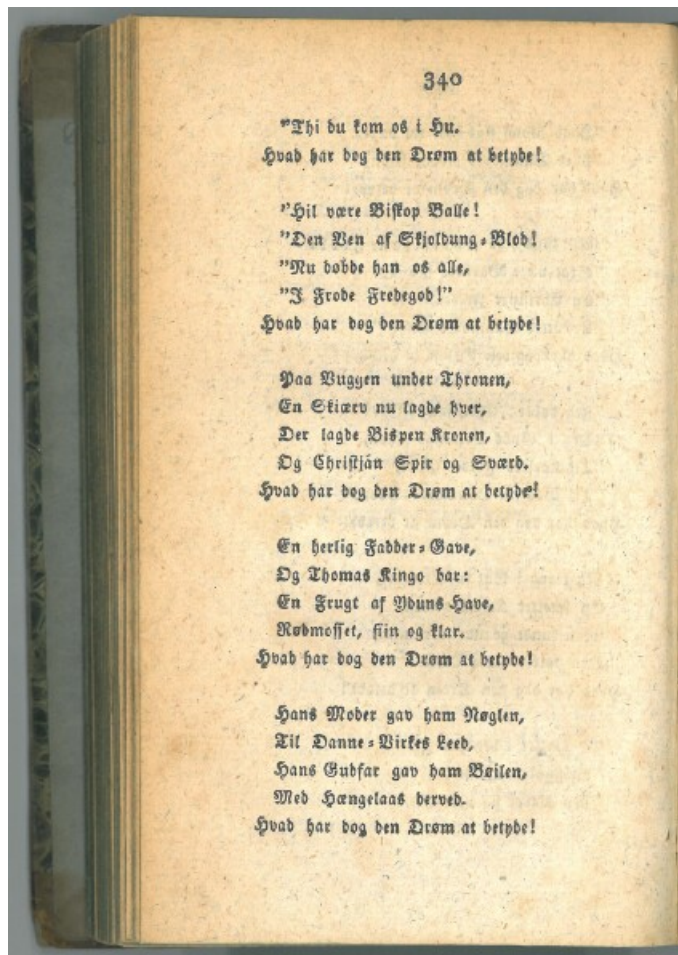 340
"Thi du kom os i Hu.
Hvad har dog den Drøm at betyde!
"Hil være Biskop Balle!
"Den Ven af Skjoldung-Blod!
"Nu døbde han os alle,
"I Frode Fredegod!"
Hvad har dog den Drøm at betyde!
Paa Vuggen under Thronen,
En Skiærv nu lagde hver,
Der lagde Bispen Kronen,
Og Christján Spir og Sværd.
Hvad har dog den Drøm at betyde!
En herlig Fadder-Gave,
Og Thomas Kingo bar:
En Frugt af Yduns Have,
Rødmosset, fiin og klar.
Hvad har dog den Drøm at betyde!
Hans Moder gav ham Nøglen,
Til Danne-Virkes Leed,
Hans Gudfar gav ham Bøilen,
Med Hængelaas derved.
Hvad har dog den Drøm at betyde!